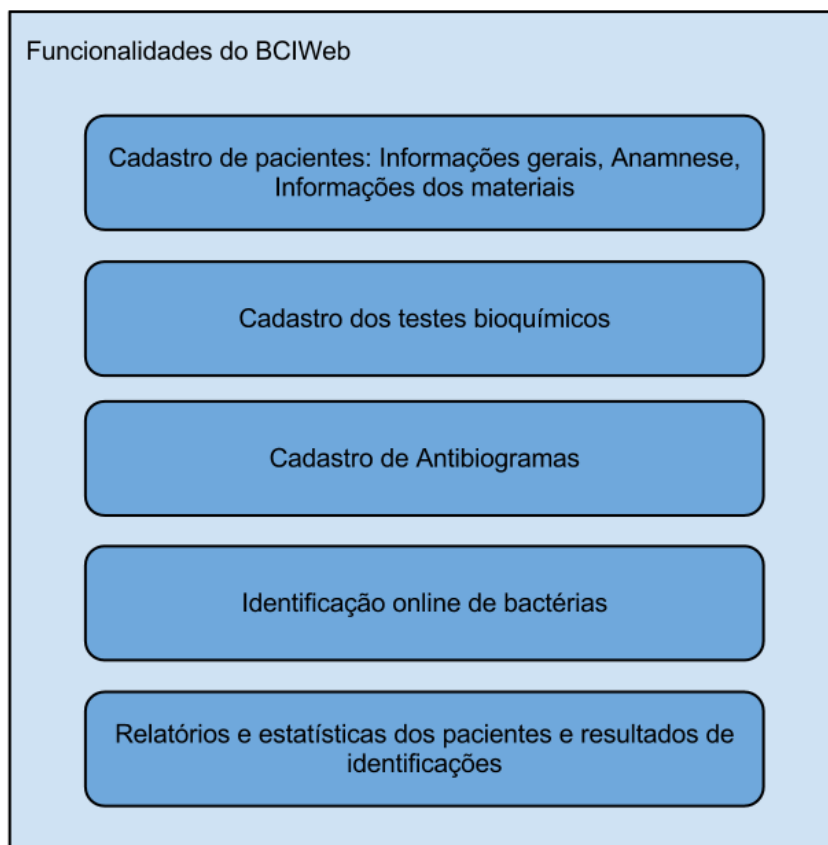 Funcionalidades do BCIWeb
Cadastro de pacientes: Informações gerais, Anamnese,
Informações dos materiais
Cadastro dos testes bioquímicos
Cadastro de Antibiogramas
Identificação online de bactérias
Relatórios e estatísticas dos pacientes e resultados de
identificações